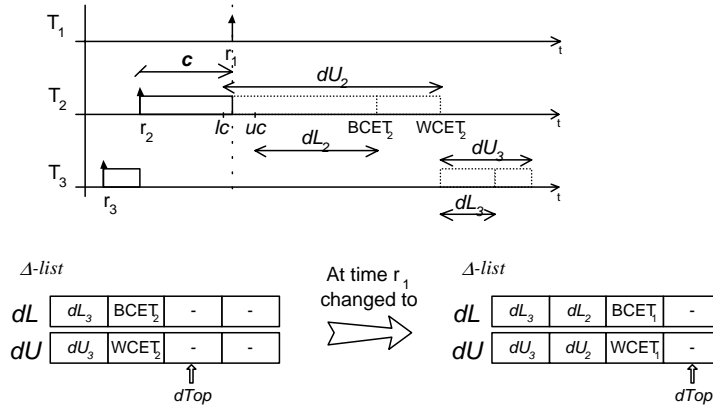 T1
t
r1
c
dU2
T2
t
r2
lc
uc
BCET2
WCET2
dL2
dU3
T3
t
r3
dL3
Δ-list
At time r1
changed to
Δ-list
dL dL3 BCET2 - -
dU dU3 WCET2 - -
dTop
dL dL3 dL2 BCET1 -
dU dU3 dU2 WCET1 -
dTop